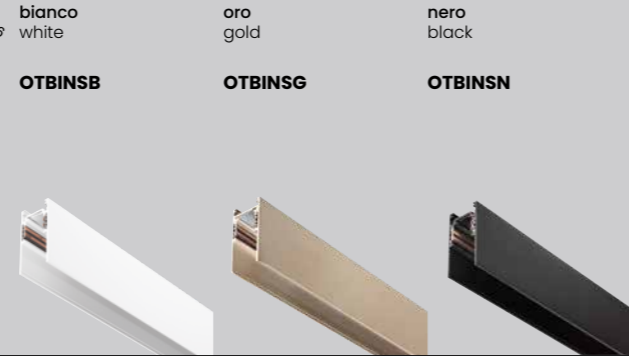 bianco
white
OTBINSB
oro
gold
OTBINSG
nero
black
OTBINSN